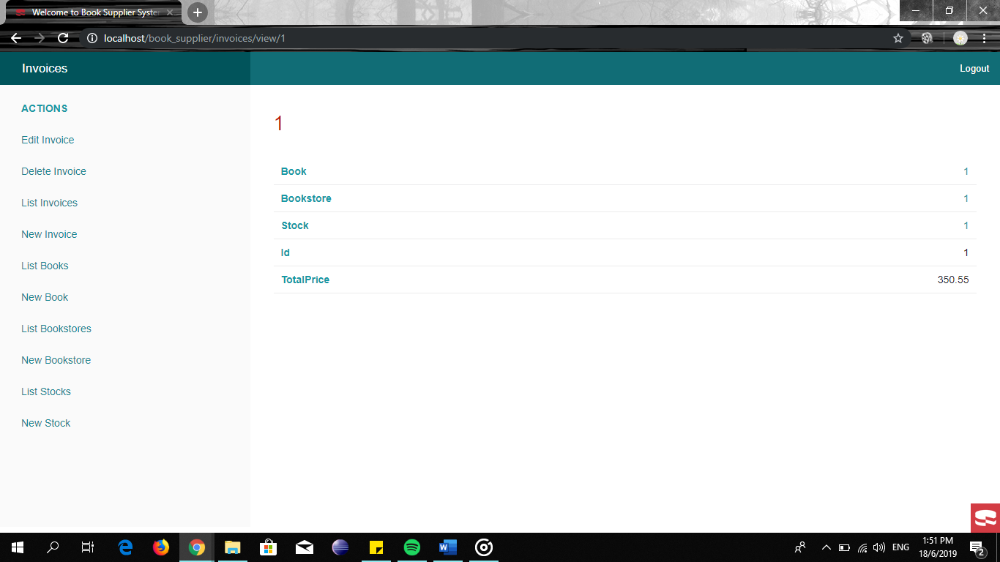 Welcome to Book Supplier Syste
localhost/book_supplier/invoices/view/1
Invoices
Logout
ACTIONS
Edit Invoice
Delete Invoice
List Invoices
New Invoice
List Books
New Book
List Bookstores
New Bookstore
List Stocks
New Stock
1
Book 1
Bookstore 1
Stock 1
Id 1
TotalPrice 350.55
ENG
1:51 PM
18/6/2019
2